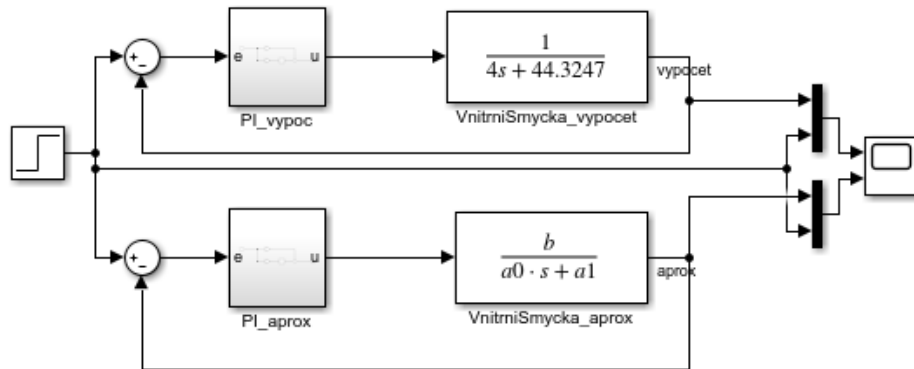 +
−
e
u
PI_vypoc
1
4s + 44.3247
VnitrniSmycka_vypocet
vypocet
+
−
e
u
PI_aprox
b
a0 · s + a1
VnitrniSmycka_aprox
aprox